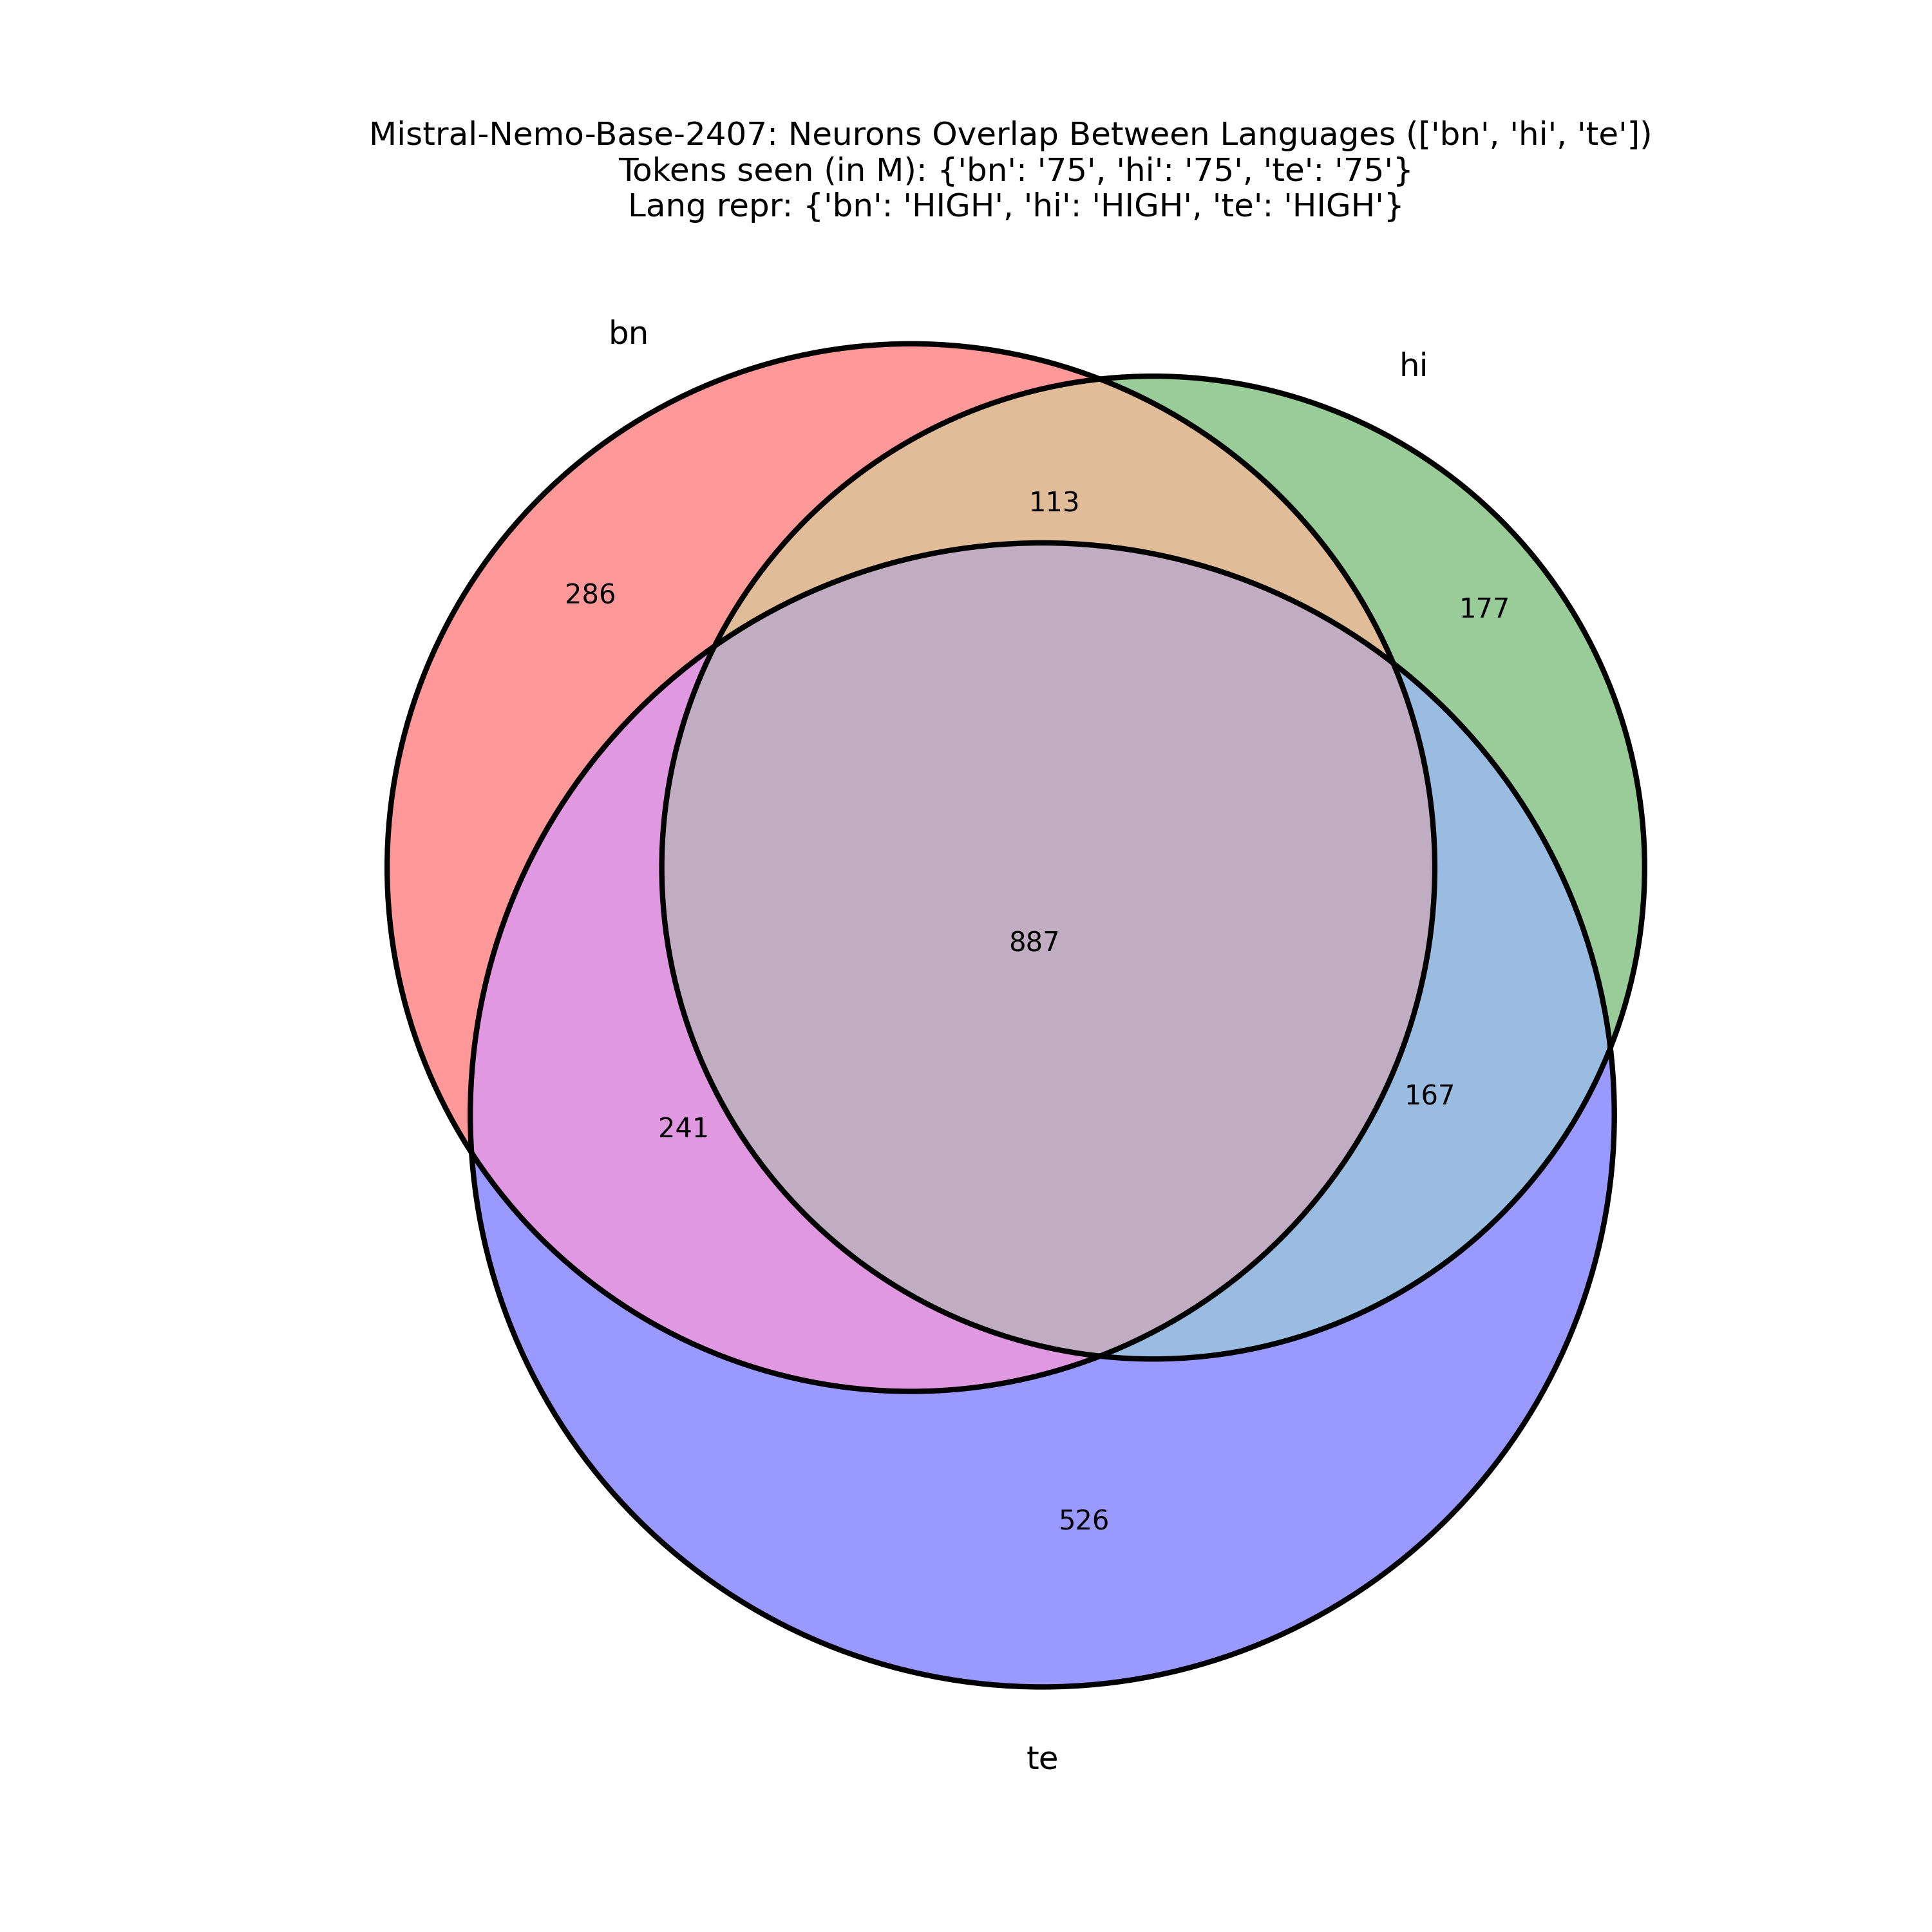 Mistral-Nemo-Base-2407: Neurons Overlap Between Languages (['bn', 'hi', 'te'])
Tokens seen (in M): {'bn': '75', 'hi': '75', 'te': '75'}
Lang repr: {'bn': 'HIGH', 'hi': 'HIGH', 'te': 'HIGH'}
bn
hi
113
286
177
887
167
241
526
te